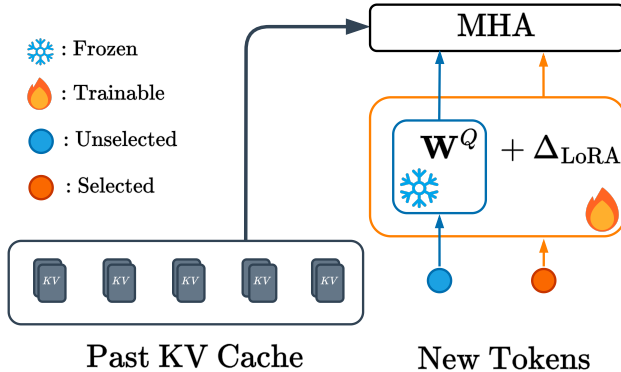 MHA
: Frozen
: Trainable
: Unselected
: Selected
W^Q + Δ_LoRA
KV KV KV KV KV
Past KV Cache
New Tokens